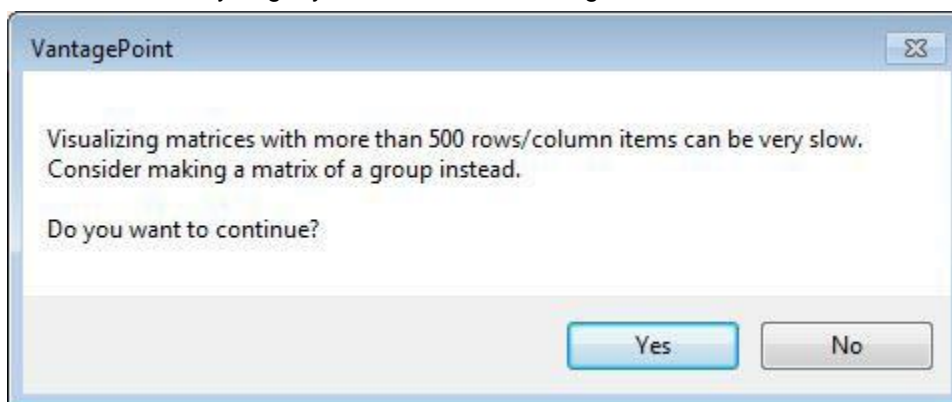 VantagePoint
Visualizing matrices with more than 500 rows/column items can be very slow.
Consider making a matrix of a group instead.
Do you want to continue?
Yes
No